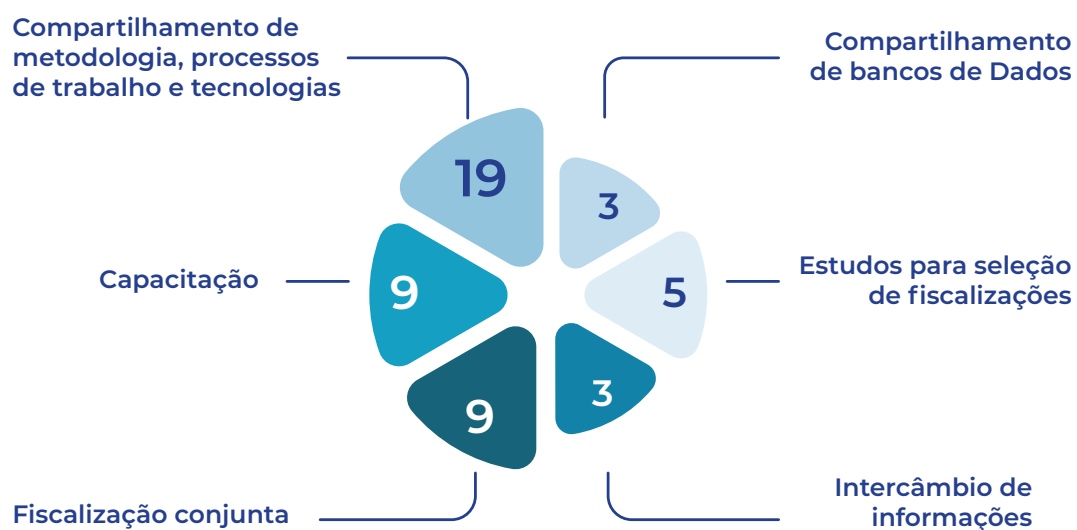 Compartilhamento de
metodologia, processos
de trabalho e tecnologias
Compartilhamento
de bancos de Dados
19
3
Capacitação
9
5
Estudos para seleção
de fiscalizações
9
3
Fiscalização conjunta
Intercâmbio de
informações